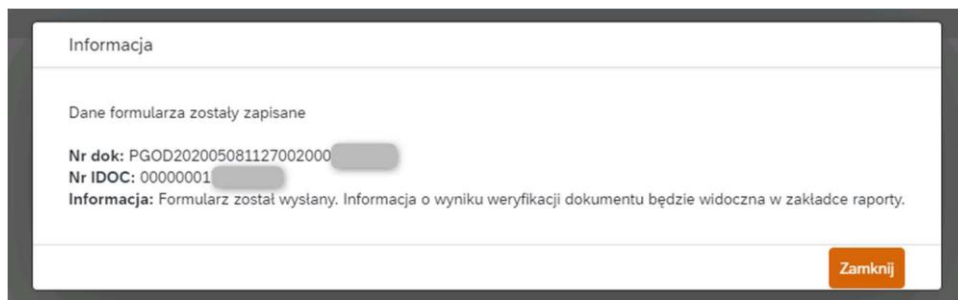 Informacja
Dane formularza zostały zapisane
Nr dok: PGOD202005081127002000
Nr IDOC: 00000001
Informacja: Formularz został wysłany. Informacja o wyniku weryfikacji dokumentu będzie widoczna w zakładce raporty.
Zamknij